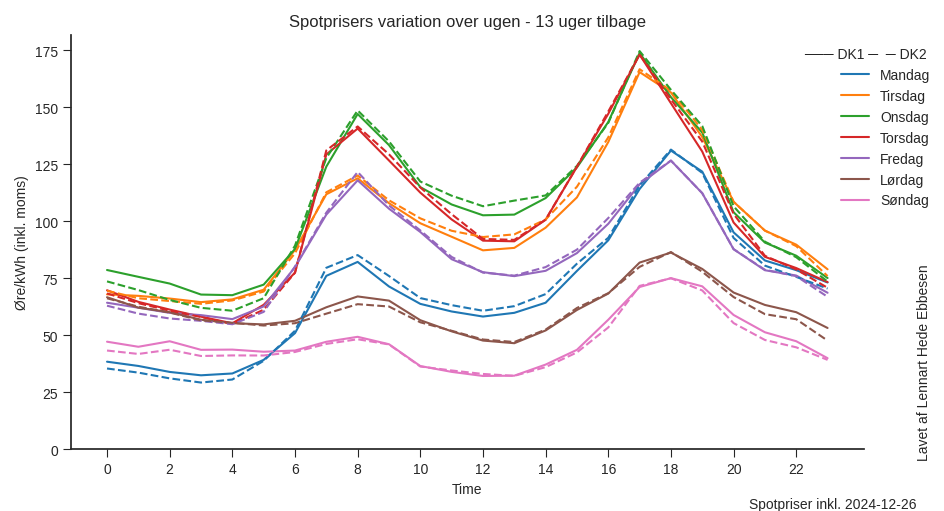 Spotprisers variation over ugen - 13 uger tilbage
DK1 DK2
Mandag
Tirsdag
Onsdag
Torsdag
Fredag
Lørdag
Søndag
Øre/kWh (inkl. moms)
175
150
125
100
75
50
25
0
0 2 4 6 8 10 12 14 16 18 20 22
Time
Lavet af Lennart Hede Ebbesen
Spotpriser inkl. 2024-12-26